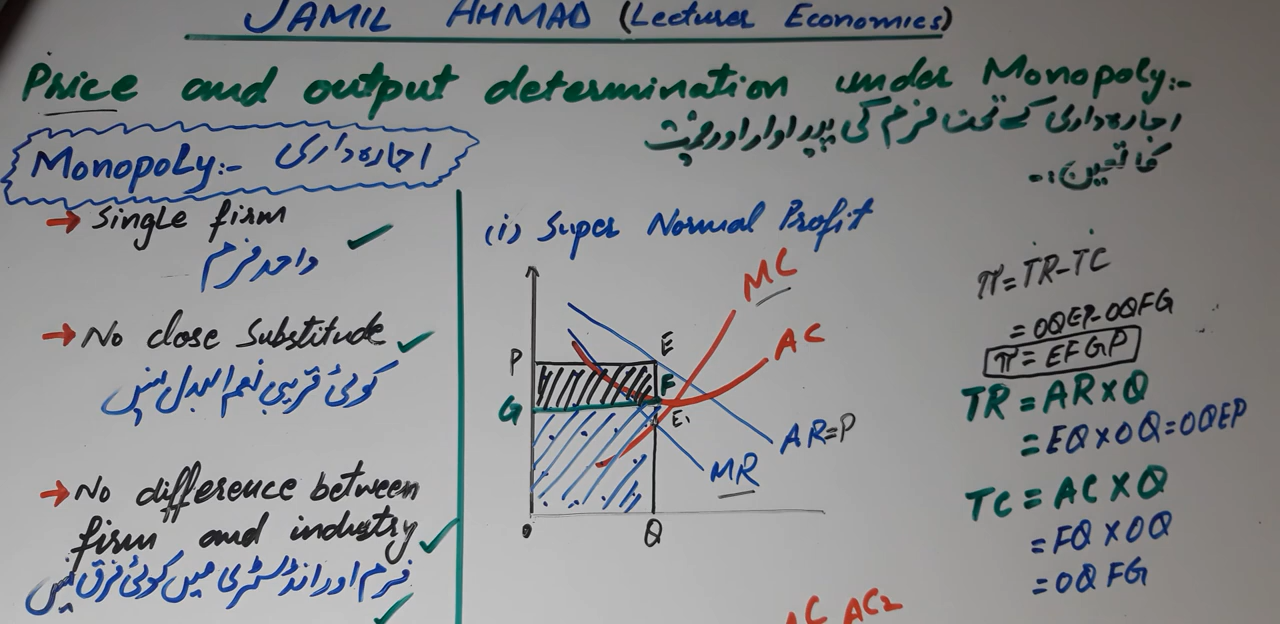 JAMIL AHMAD (Lecturer Economics)
Price and output determination under Monopoly:-
اجارہ داری کے تحت فرم کی پیداوار اور قیمت
کا تعین:-
Monopoly:- اجارہ داری
→ Single firm ✓
واحد فرم
→ No close Substitude ✓
کوئی قریبی نعم البدل نہیں
→ No difference between
firm and industry ✓
فرم اور انڈسٹری میں کوئی فرق نہیں
(i) Super Normal Profit
MC
AC
P
E
G
F
E₁
AR=P
MR
0
Q
π=TR-TC
=OQEP-OQFG
π=EFGP
TR=AR×Q
=EQ×OQ=OQEP
TC=AC×Q
=FQ×OQ
=OQFG
AC AC2